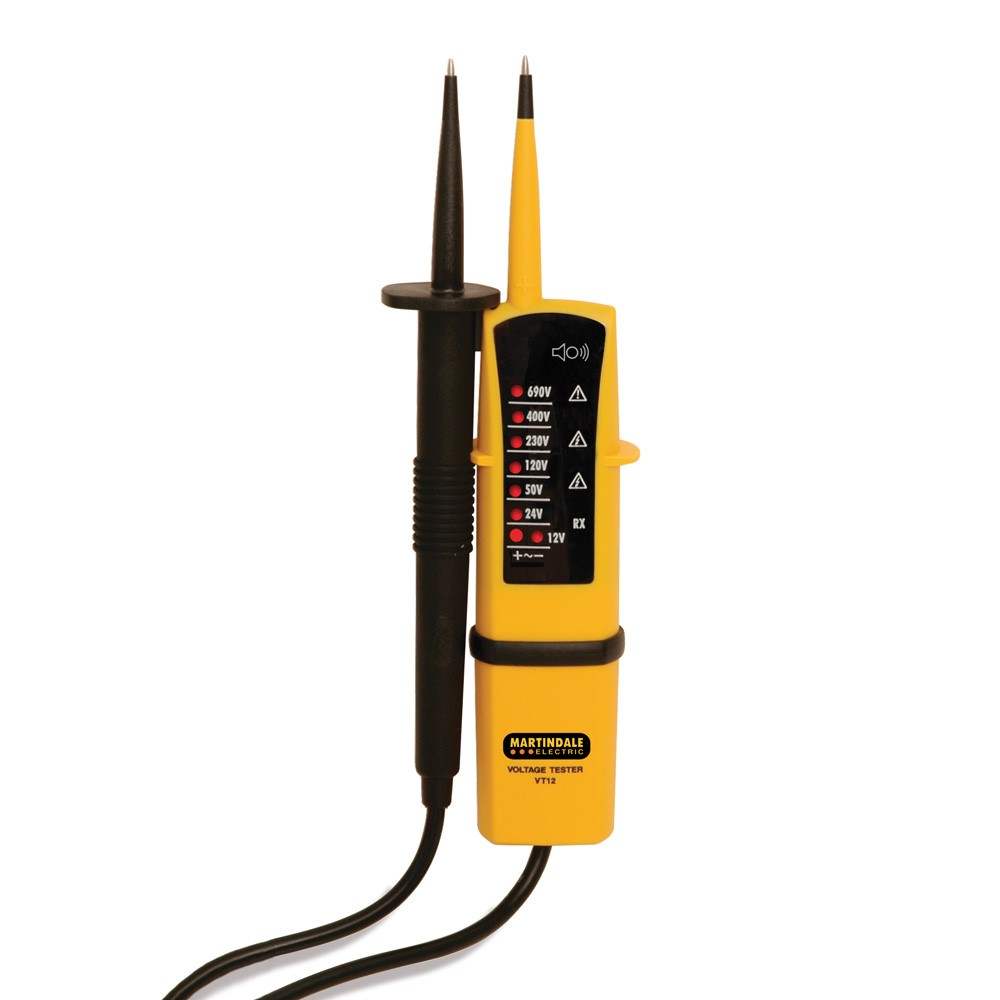 690V
400V
230V
120V
50V
24V
RX
12V
+~−
MARTINDALE
ELECTRIC
VOLTAGE TESTER
VT12